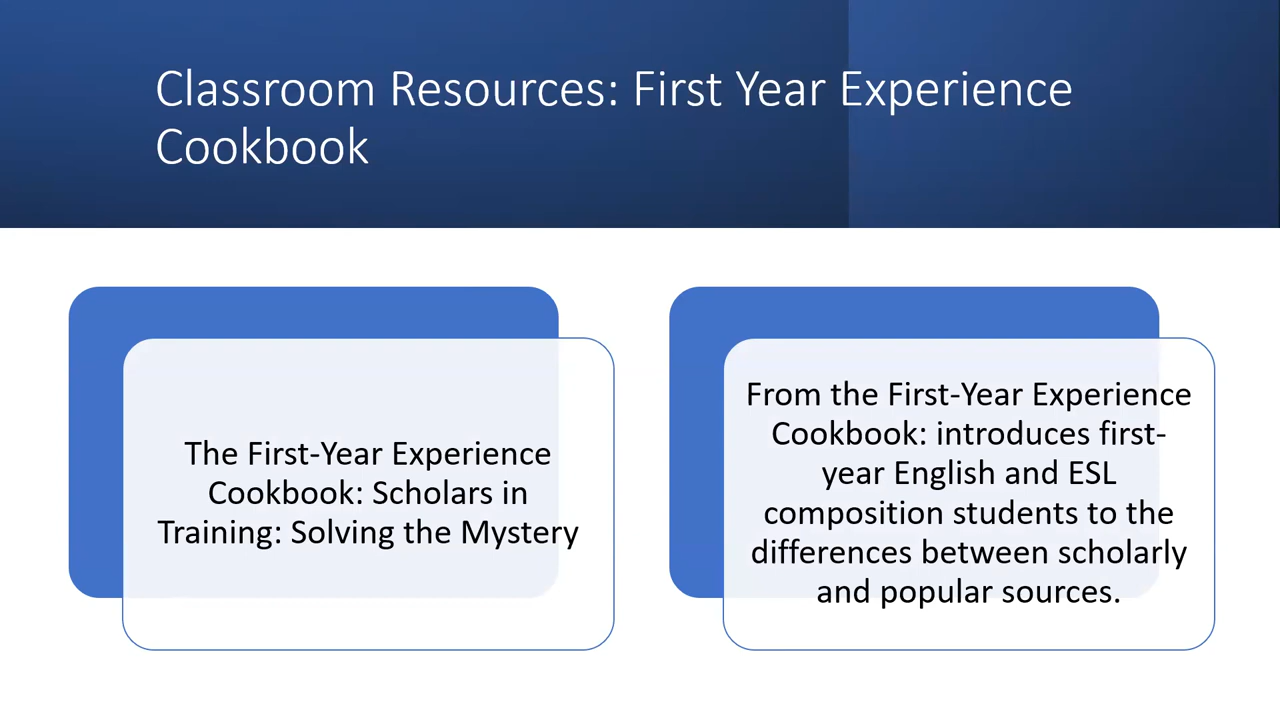 Classroom Resources: First Year Experience
Cookbook
The First-Year Experience
Cookbook: Scholars in
Training: Solving the Mystery
From the First-Year Experience
Cookbook: introduces first-
year English and ESL
composition students to the
differences between scholarly
and popular sources.